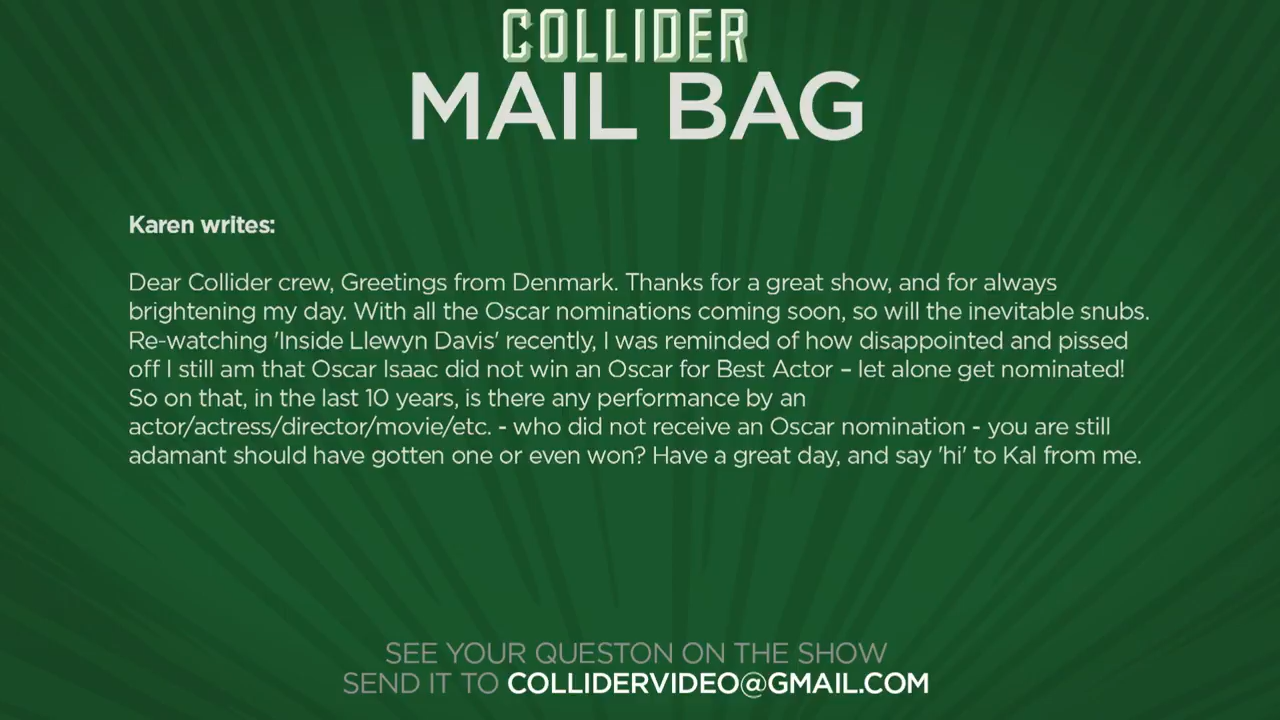 COLLIDER
MAIL BAG
Karen writes:
Dear Collider crew, Greetings from Denmark. Thanks for a great show, and for always
brightening my day. With all the Oscar nominations coming soon, so will the inevitable snubs.
Re-watching 'Inside Llewyn Davis' recently, I was reminded of how disappointed and pissed
off I still am that Oscar Isaac did not win an Oscar for Best Actor – let alone get nominated!
So on that, in the last 10 years, is there any performance by an
actor/actress/director/movie/etc. - who did not receive an Oscar nomination - you are still
adamant should have gotten one or even won? Have a great day, and say 'hi' to Kal from me.
SEE YOUR QUESTON ON THE SHOW
SEND IT TO COLLIDERVIDEO@GMAIL.COM